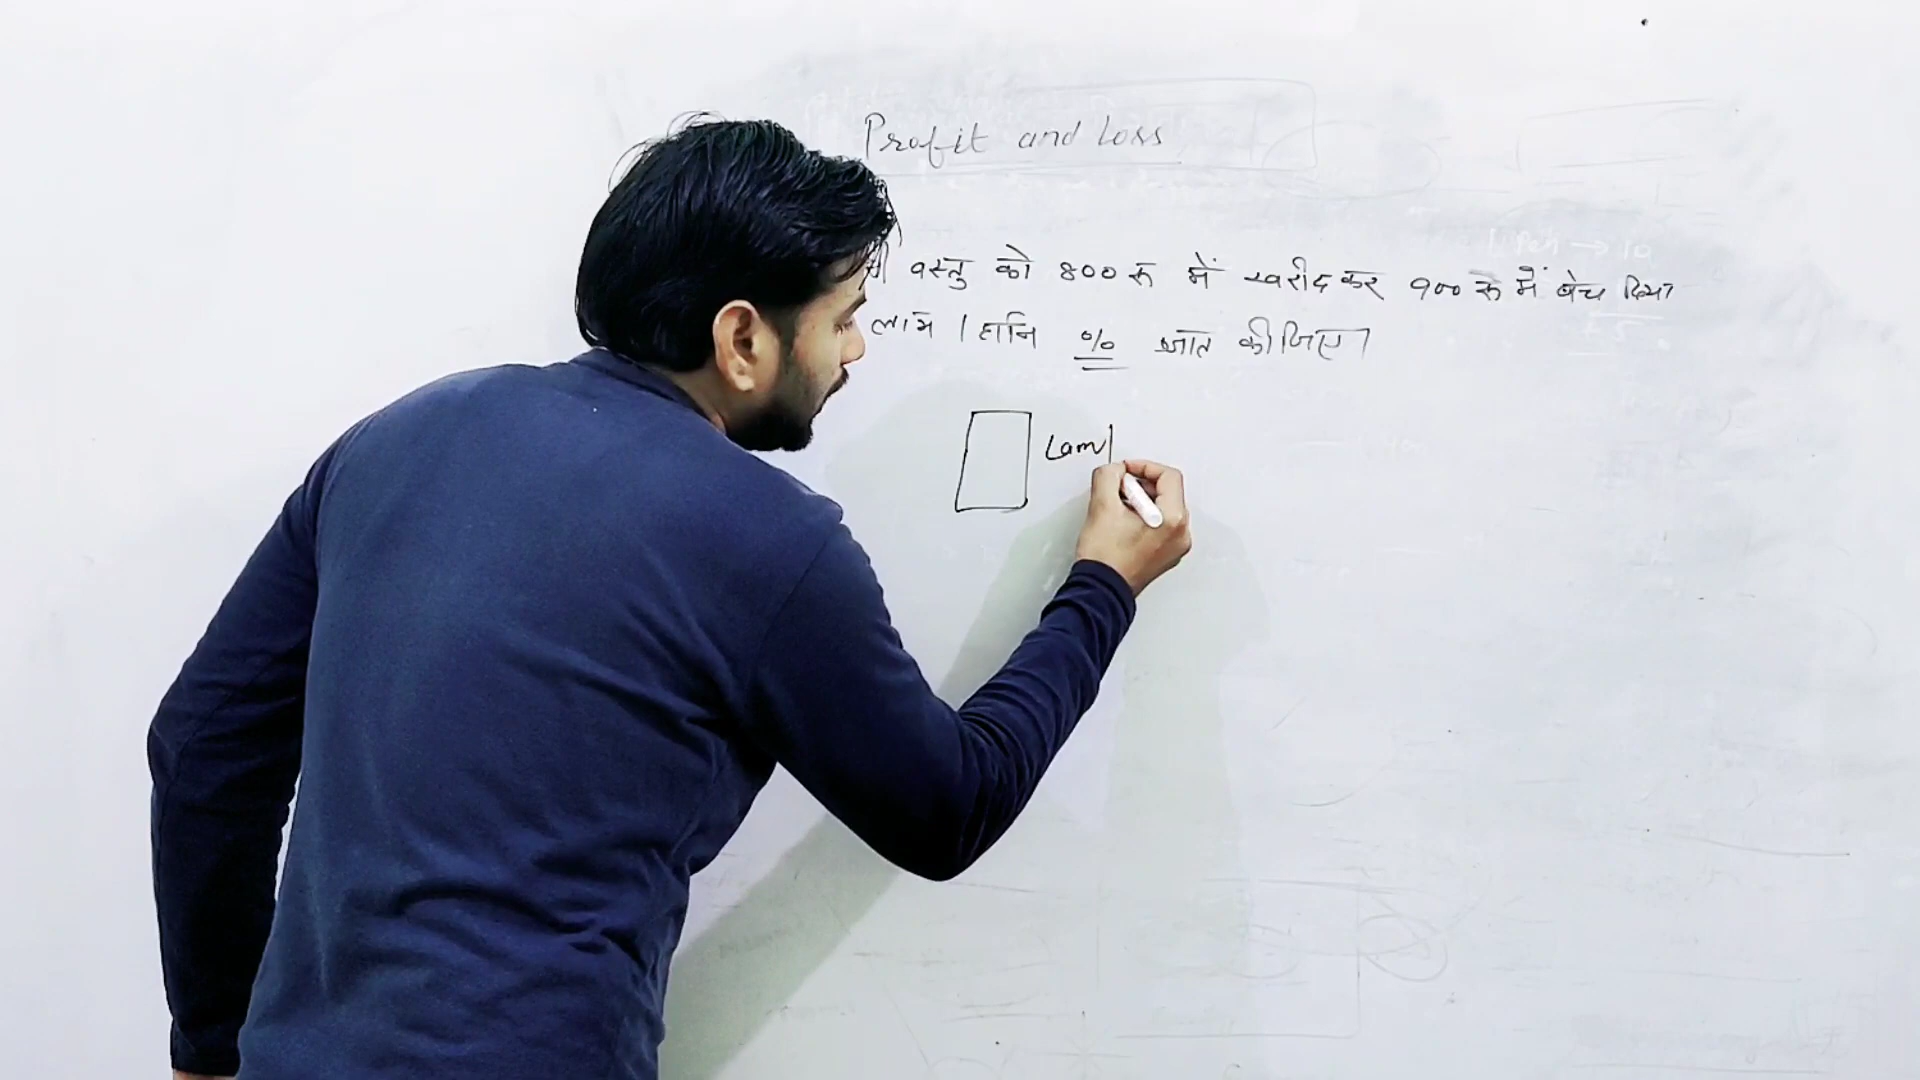 Profit and Loss
वस्तु को 800 रु में खरीदकर 900 रु में बेच दिया
लाभ / हानि % ज्ञात कीजिए।
Lam